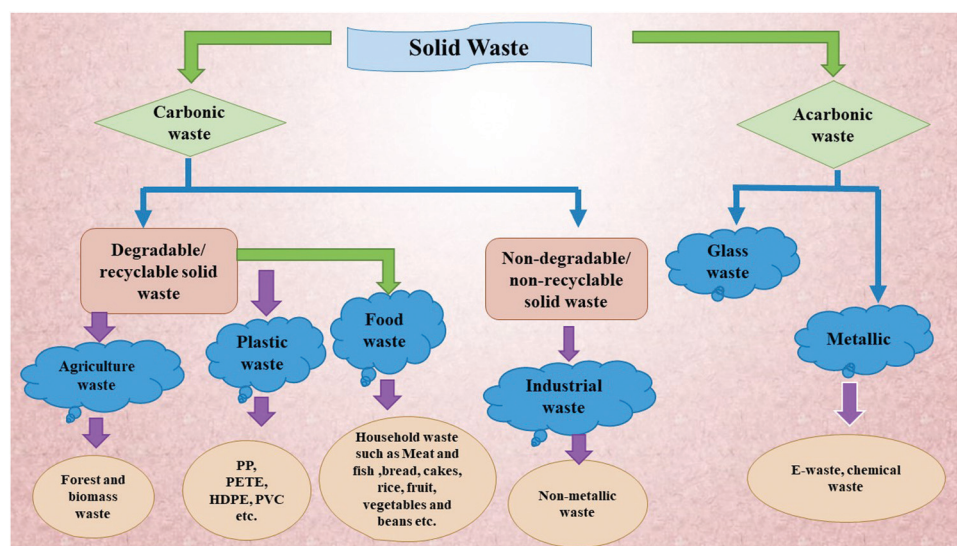 Solid Waste
Carbonic
waste
Acarbonic
waste
Degradable/
recyclable solid
waste
Non-degradable/
non-recyclable
solid waste
Glass
waste
Metallic
Agriculture
waste
Plastic
waste
Food
waste
Industrial
waste
Forest and
biomass
waste
PP,
PETE,
HDPE, PVC
etc.
Household waste
such as Meat and
fish ,bread, cakes,
rice, fruit,
vegetables and
beans etc.
Non-metallic
waste
E-waste, chemical
waste